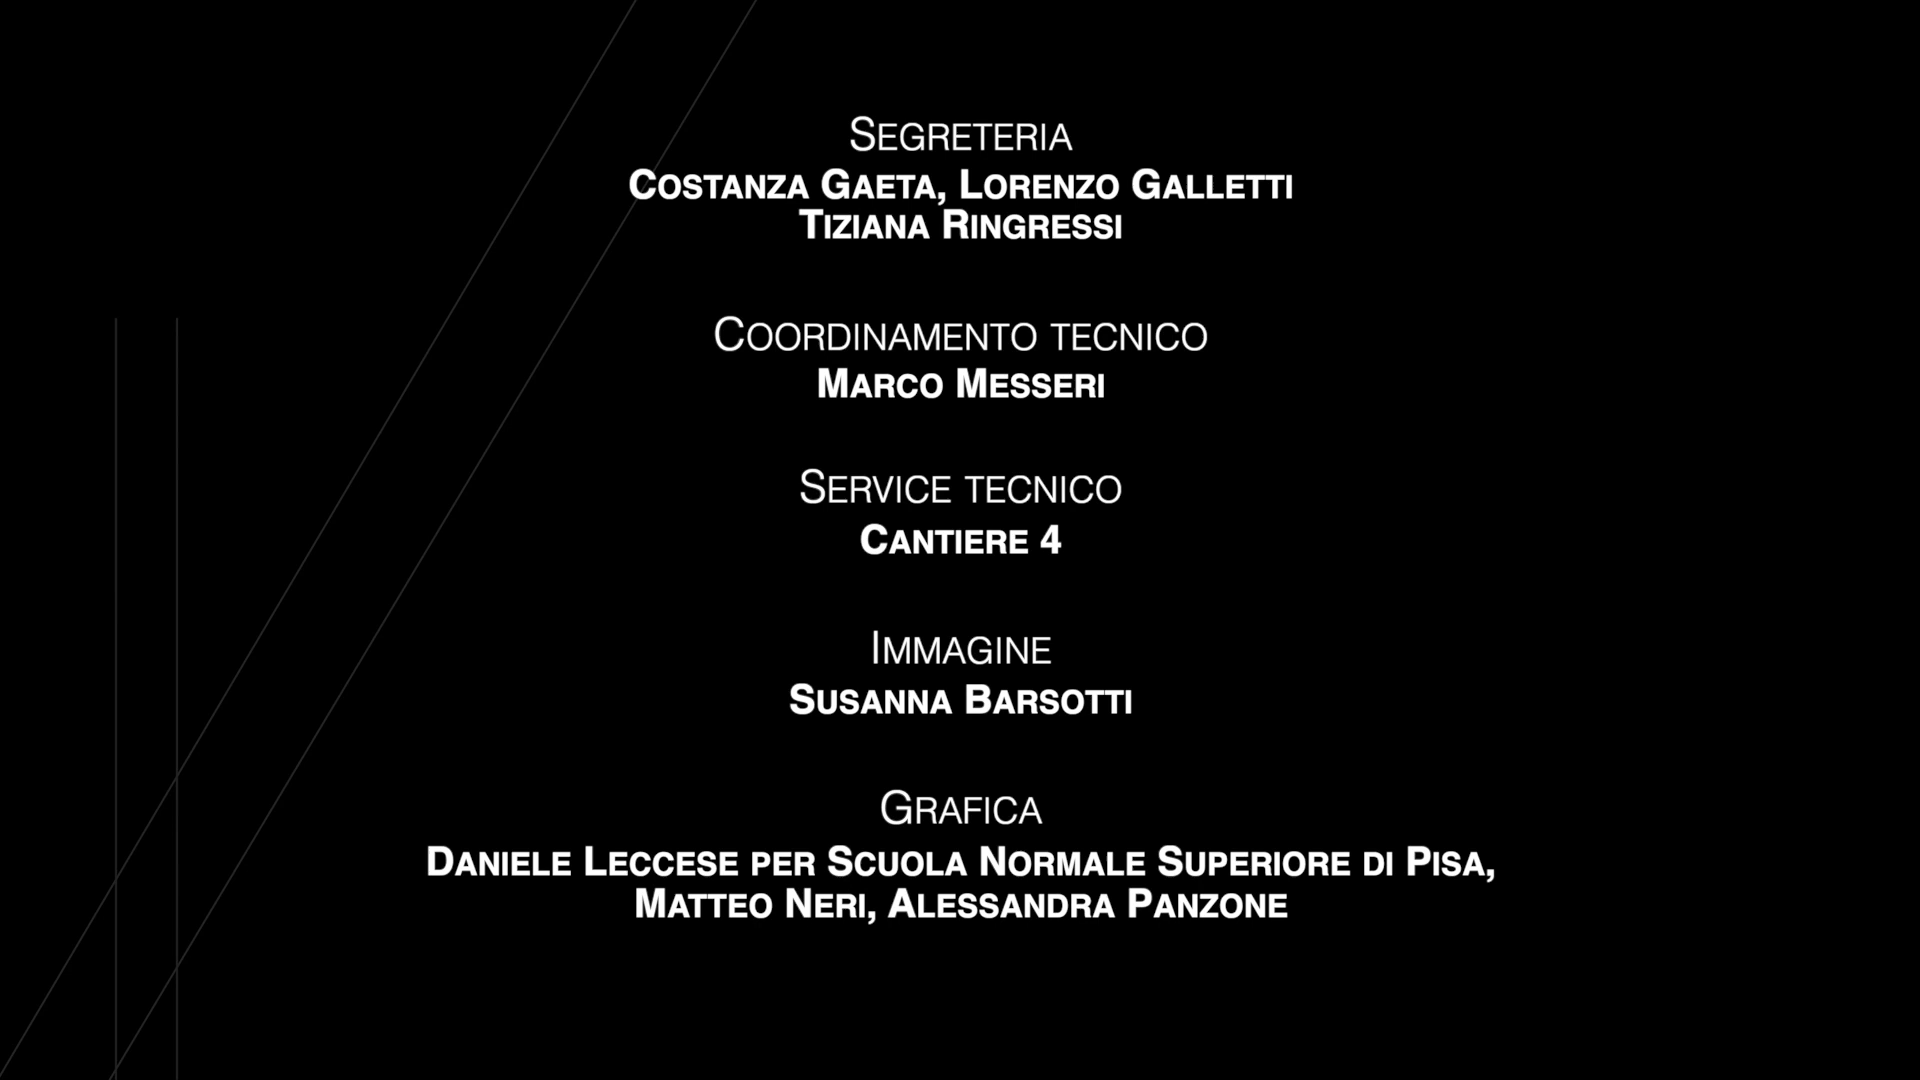 Segreteria
Costanza Gaeta, Lorenzo Galletti
Tiziana Ringressi
Coordinamento tecnico
Marco Messeri
Service tecnico
Cantiere 4
Immagine
Susanna Barsotti
Grafica
Daniele Leccese per Scuola Normale Superiore di Pisa,
Matteo Neri, Alessandra Panzone